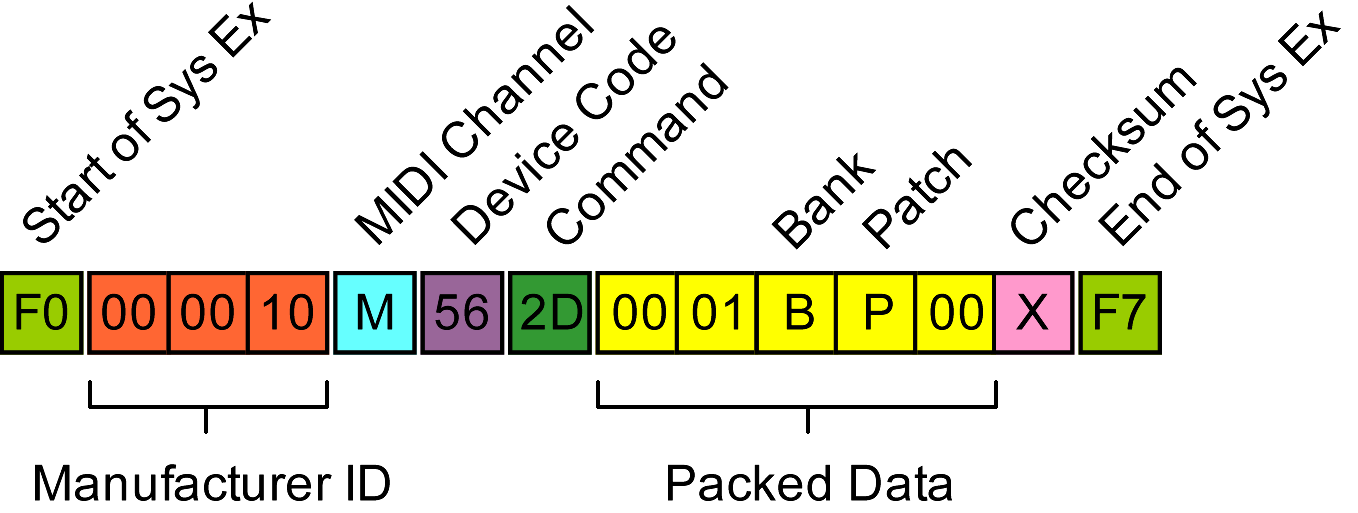 Start of Sys Ex
MIDI Channel
Device Code
Command
Bank
Patch
Checksum
End of Sys Ex
F0 00 00 10 M 56 2D 00 01 B P 00 X F7
Manufacturer ID
Packed Data